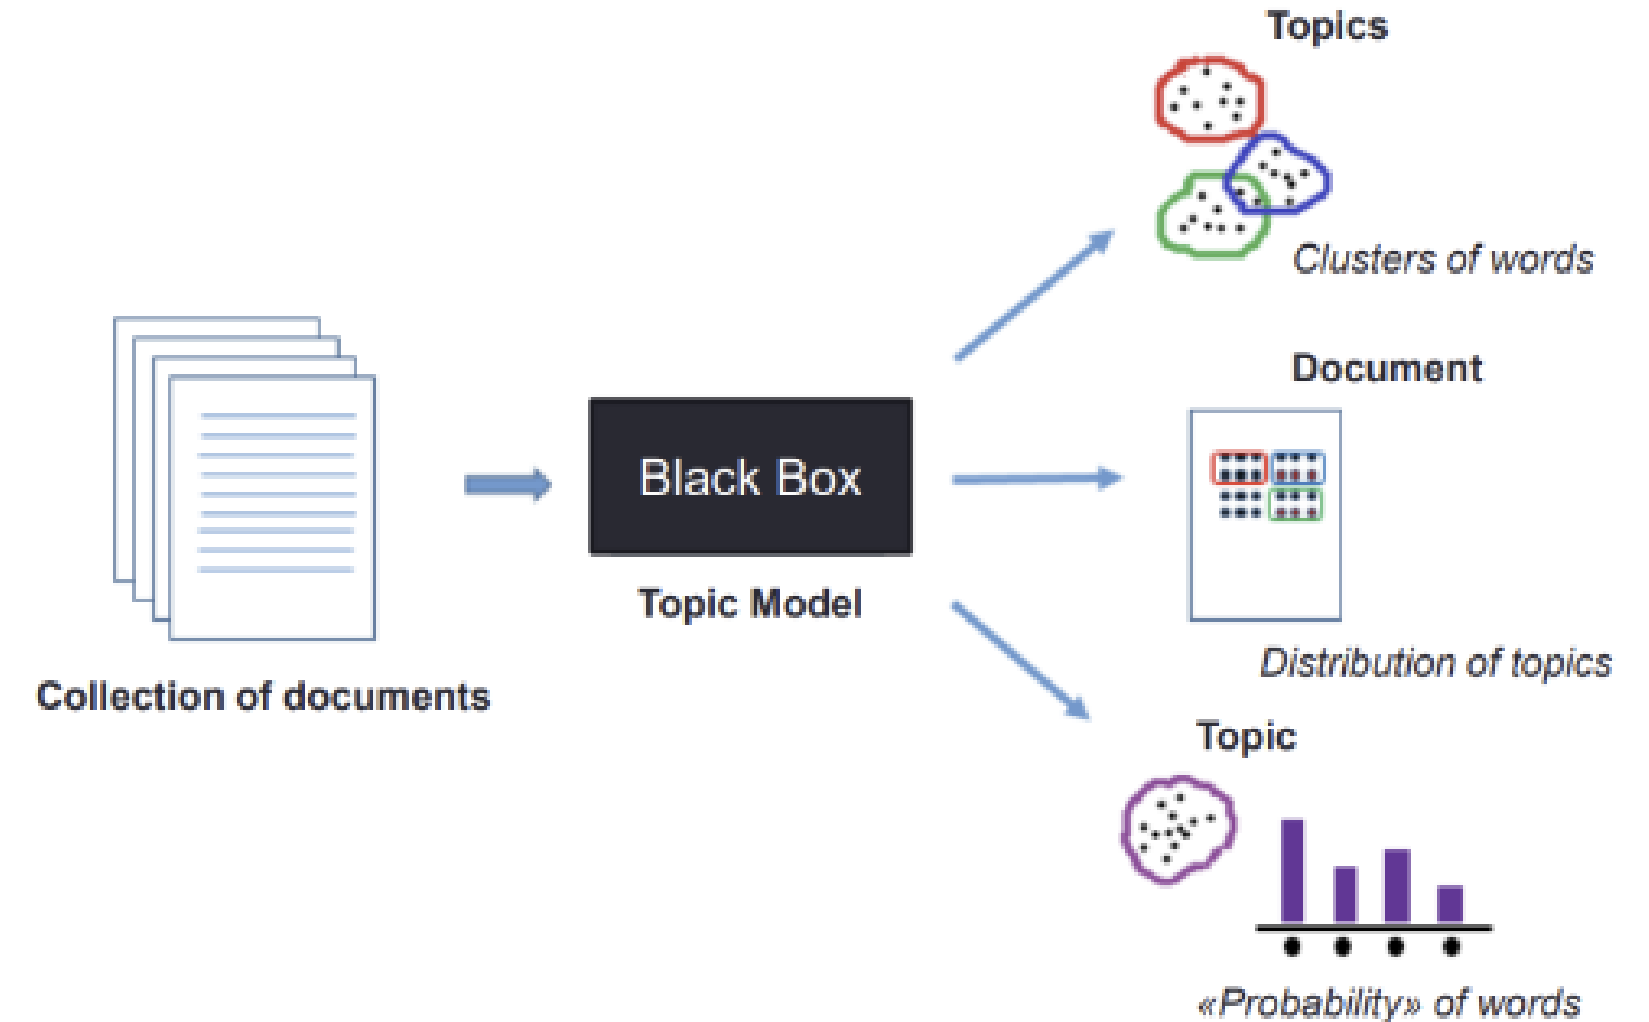 Topics
Clusters of words
Document
Black Box
Topic Model
Distribution of topics
Collection of documents
Topic
«Probability» of words